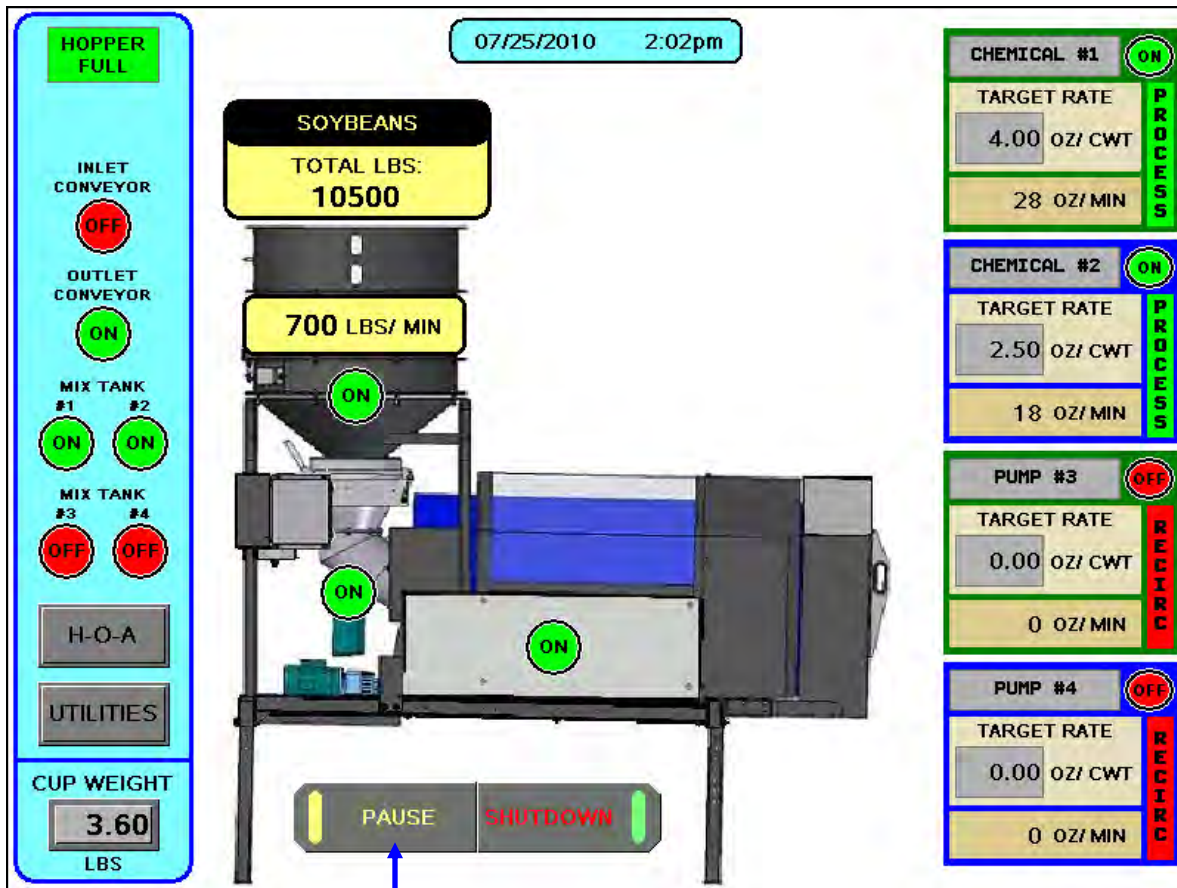 HOPPER
FULL
07/25/2010 2:02pm
INLET
CONVEYOR
OFF
OUTLET
CONVEYOR
ON
MIX TANK
#1 #2
ON ON
MIX TANK
#3 #4
OFF OFF
H-O-A
UTILITIES
CUP WEIGHT
3.60
LBS
SOYBEANS
TOTAL LBS:
10500
700 LBS/ MIN
ON
ON
ON
PAUSE SHUTDOWN
CHEMICAL #1 ON
TARGET RATE
4.00 OZ/ CWT
28 OZ/ MIN
PROCESS
CHEMICAL #2 ON
TARGET RATE
2.50 OZ/ CWT
18 OZ/ MIN
PROCESS
PUMP #3 OFF
TARGET RATE
0.00 OZ/ CWT
0 OZ/ MIN
RECIRC
PUMP #4 OFF
TARGET RATE
0.00 OZ/ CWT
0 OZ/ MIN
RECIRC